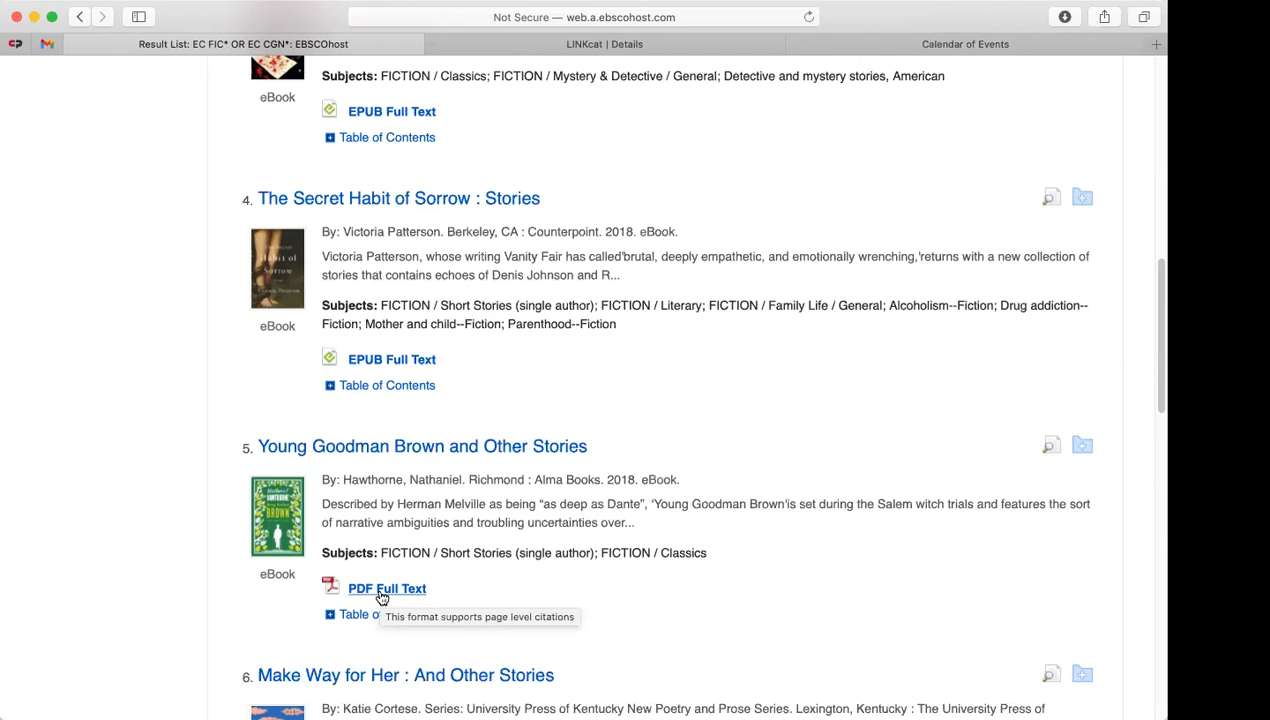 Not Secure — web.a.ebscohost.com
Result List: EC FIC* OR EC CGN*: EBSCOhost
LINKcat | Details
Calendar of Events
Subjects: FICTION / Classics; FICTION / Mystery & Detective / General; Detective and mystery stories, American
eBook
EPUB Full Text
Table of Contents
4. The Secret Habit of Sorrow : Stories
By: Victoria Patterson. Berkeley, CA : Counterpoint. 2018. eBook.
Victoria Patterson, whose writing Vanity Fair has called'brutal, deeply empathetic, and emotionally wrenching,'returns with a new collection of
stories that contains echoes of Denis Johnson and R...
Subjects: FICTION / Short Stories (single author); FICTION / Literary; FICTION / Family Life / General; Alcoholism--Fiction; Drug addiction--
Fiction; Mother and child--Fiction; Parenthood--Fiction
eBook
EPUB Full Text
Table of Contents
5. Young Goodman Brown and Other Stories
By: Hawthorne, Nathaniel. Richmond : Alma Books. 2018. eBook.
Described by Herman Melville as being “as deep as Dante”, ‘Young Goodman Brown'is set during the Salem witch trials and features the sort
of narrative ambiguities and troubling uncertainties over...
Subjects: FICTION / Short Stories (single author); FICTION / Classics
eBook
PDF Full Text
Table o
This format supports page level citations
6. Make Way for Her : And Other Stories
By: Katie Cortese. Series: University Press of Kentucky New Poetry and Prose Series. Lexington, Kentucky : The University Press of